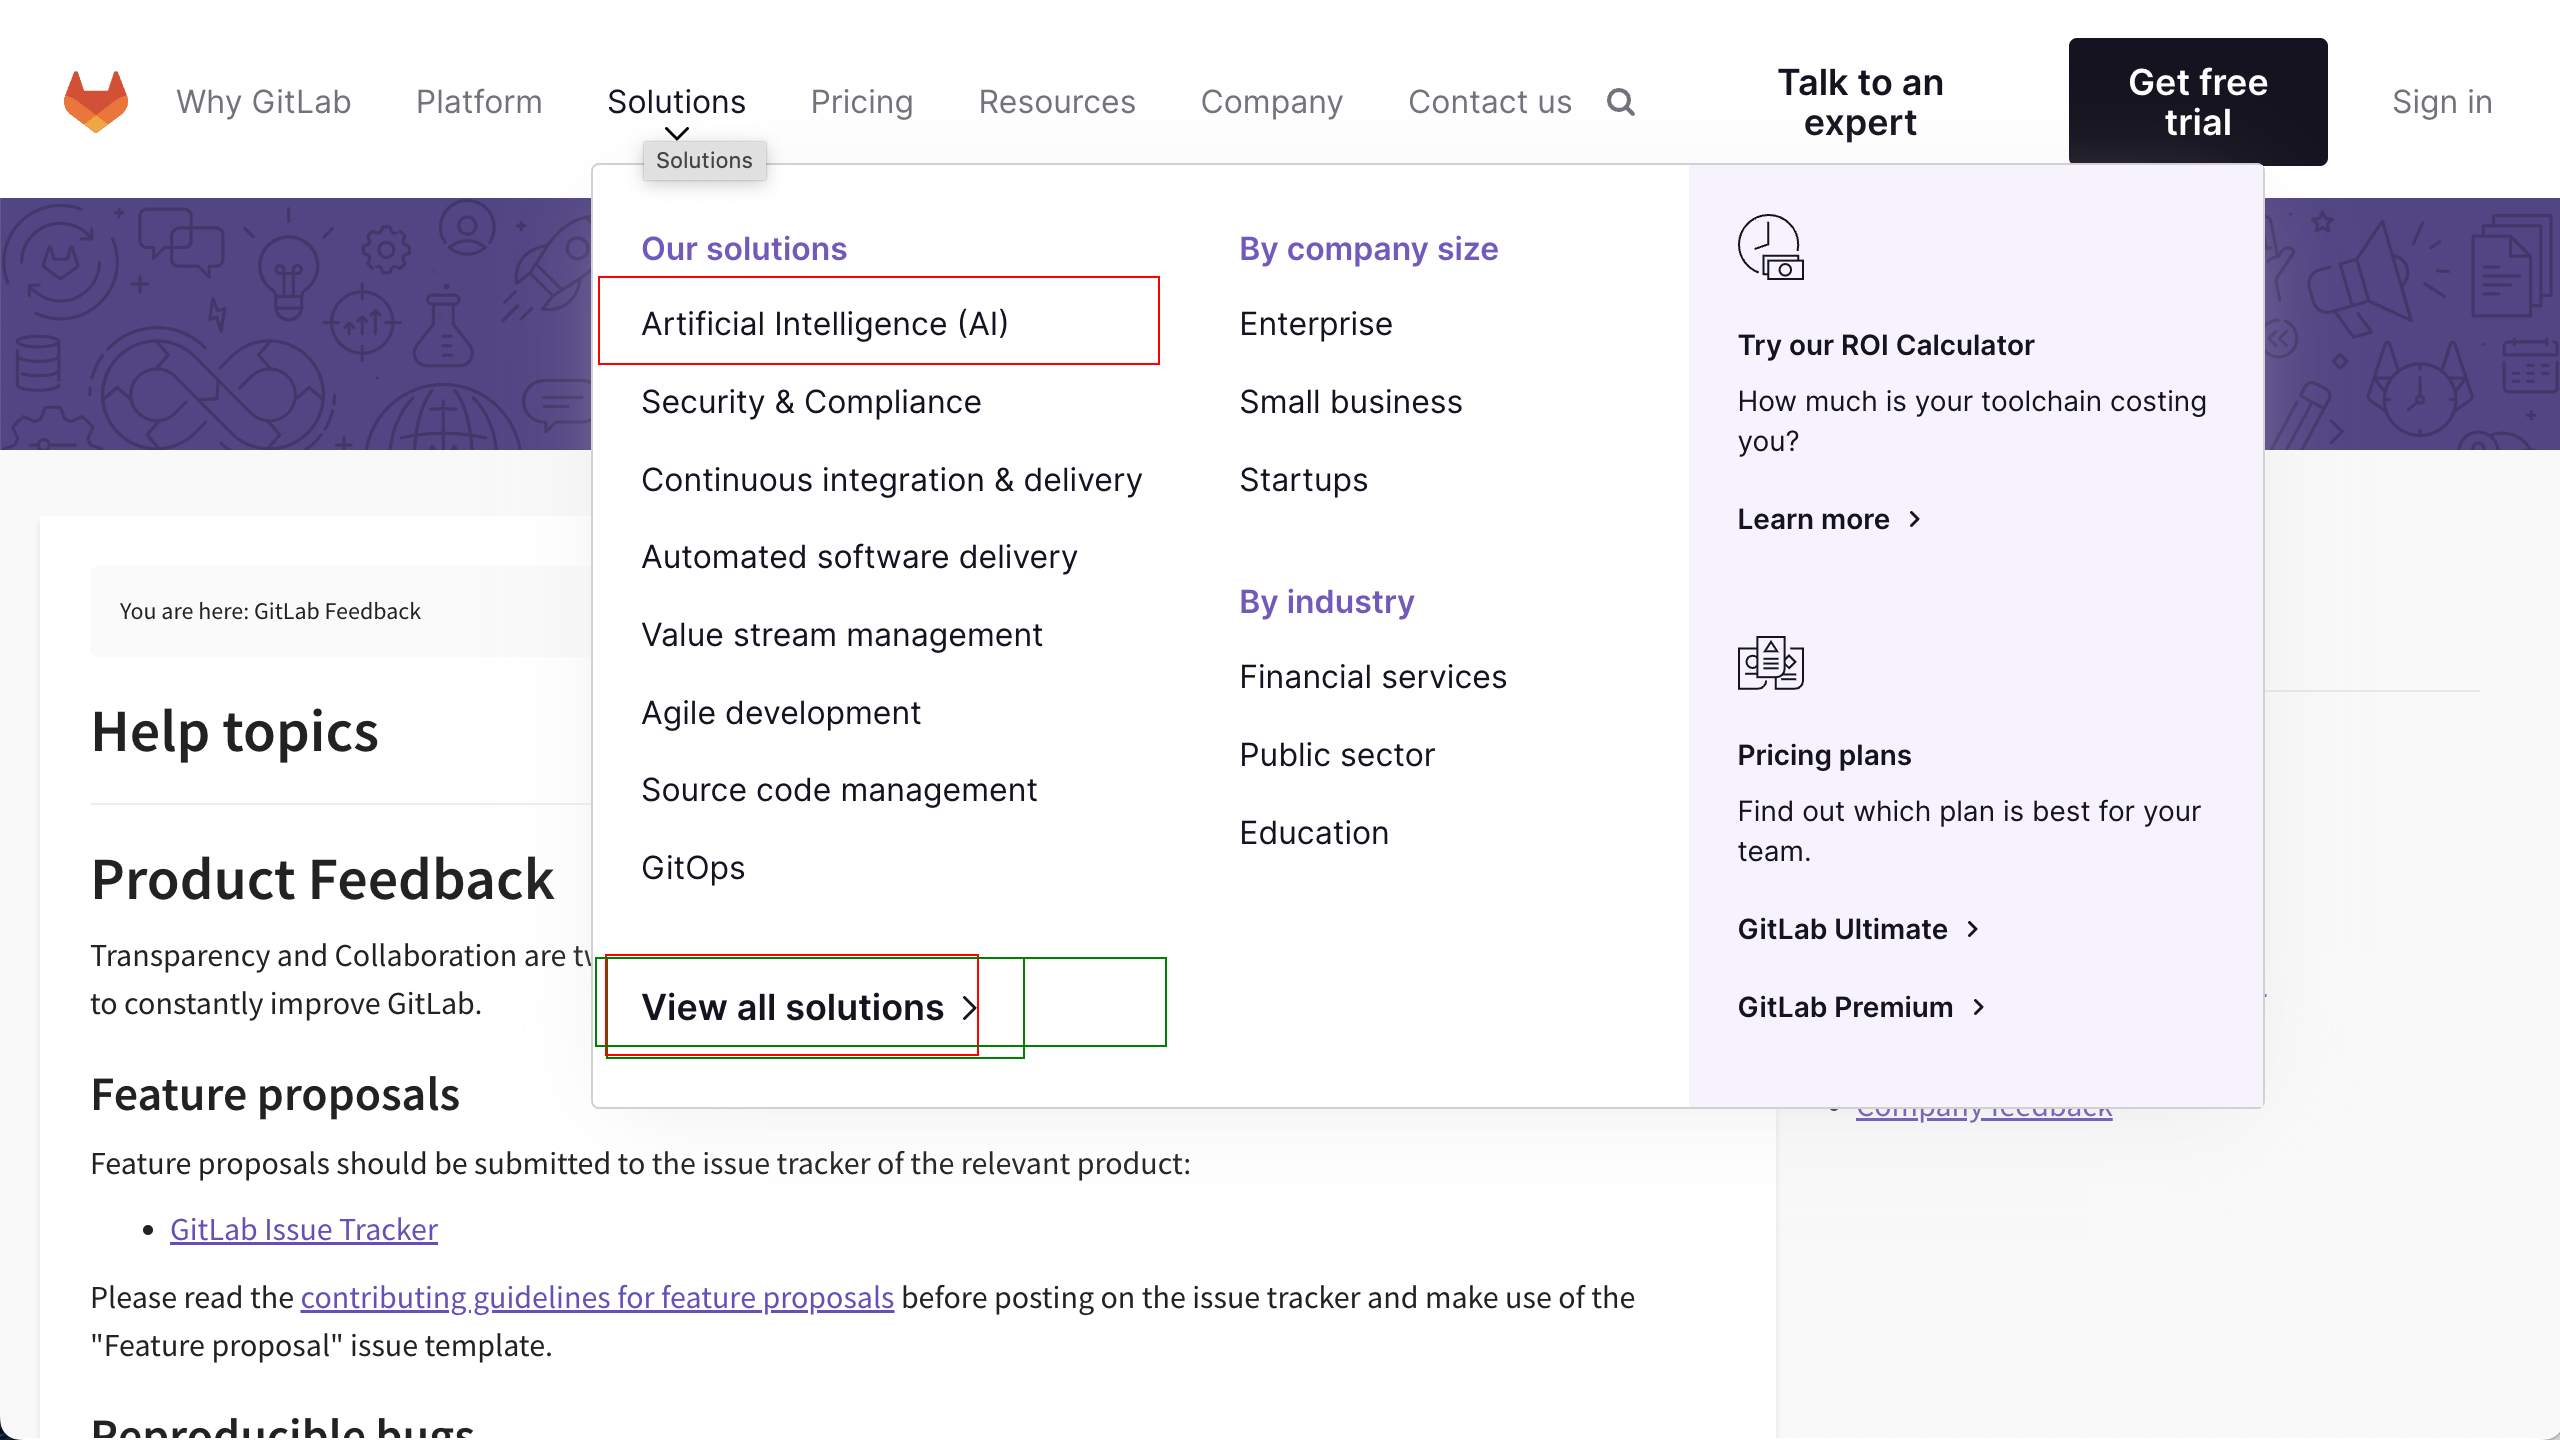 Why GitLab
Platform
Solutions
Pricing
Resources
Company
Contact us
Talk to an
expert
Get free
trial
Sign in
Solutions
Our solutions
Artificial Intelligence (AI)
Security & Compliance
Continuous integration & delivery
Automated software delivery
Value stream management
Agile development
Source code management
GitOps
View all solutions
By company size
Enterprise
Small business
Startups
By industry
Financial services
Public sector
Education
Try our ROI Calculator
How much is your toolchain costing
you?
Learn more
Pricing plans
Find out which plan is best for your
team.
GitLab Ultimate
GitLab Premium
You are here: GitLab Feedback
Help topics
Product Feedback
Transparency and Collaboration are
to constantly improve GitLab.
Company feedback
Feature proposals
Feature proposals should be submitted to the issue tracker of the relevant product:
• GitLab Issue Tracker
Please read the contributing guidelines for feature proposals before posting on the issue tracker and make use of the
"Feature proposal" issue template.
Reproducible bugs